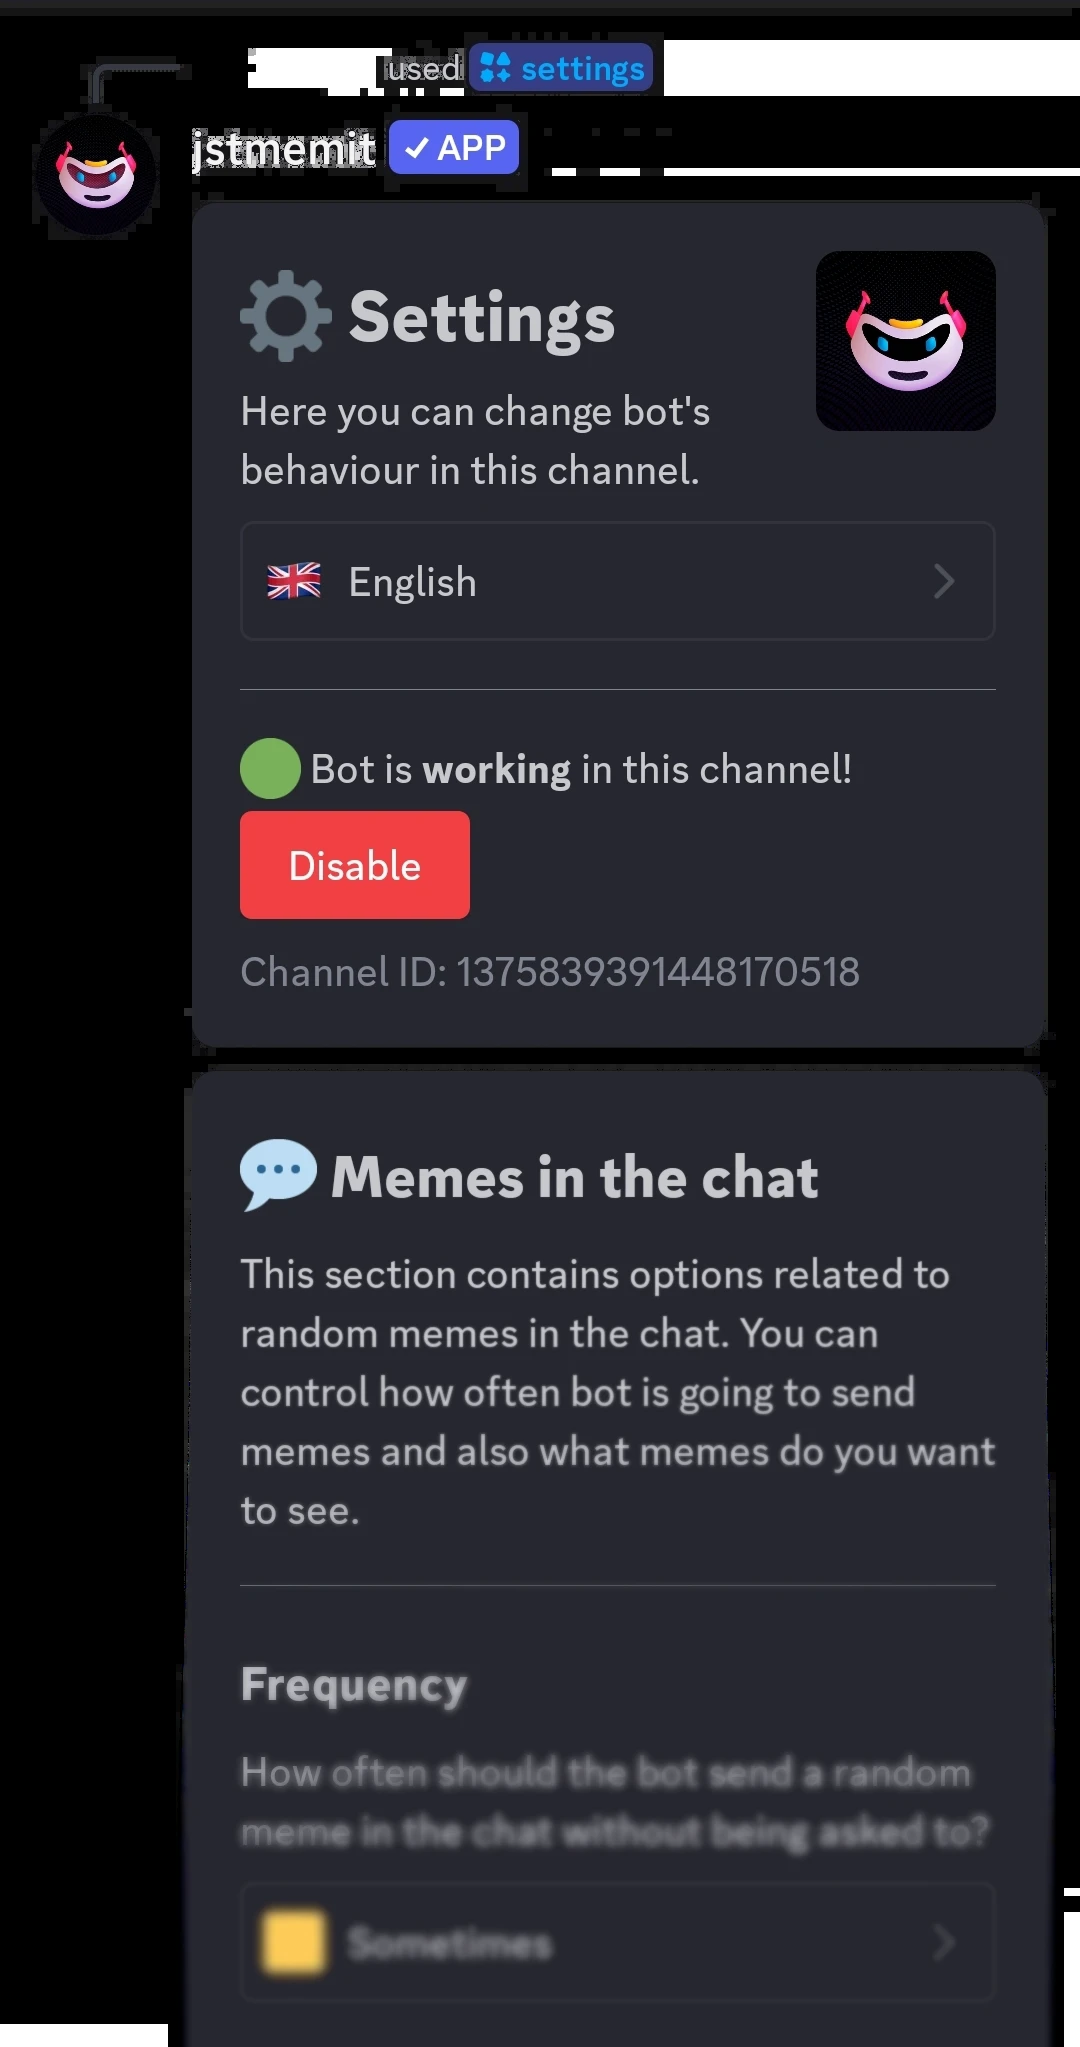 used settings
jstmemit ✓ APP
Settings
Here you can change bot's
behaviour in this channel.
English
Bot is working in this channel!
Disable
Channel ID: 1375839391448170518
Memes in the chat
This section contains options related to
random memes in the chat. You can
control how often bot is going to send
memes and also what memes do you want
to see.
Frequency
How often should the bot send a random
meme in the chat without being asked to?
Sometimes